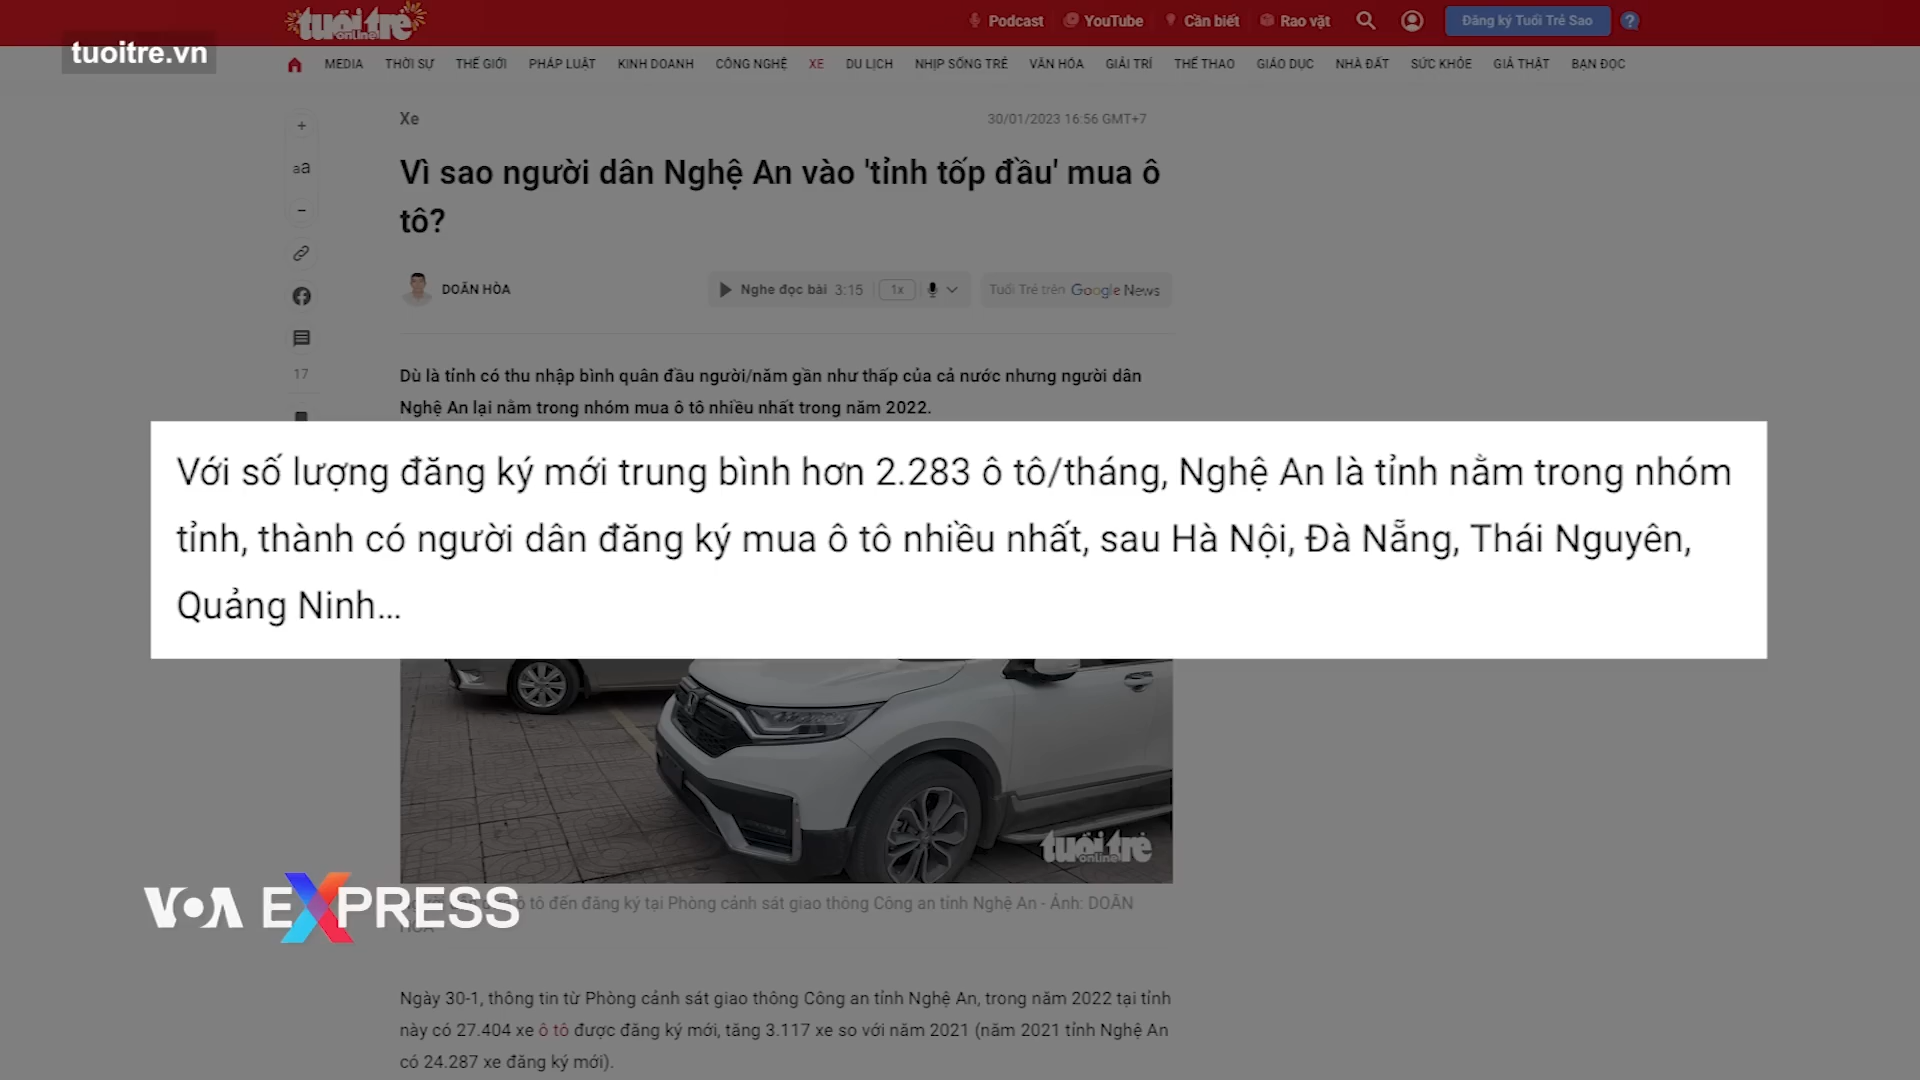 tuổi trẻ
online
Podcast YouTube Cần biết Rao vặt Đăng ký Tuổi Trẻ Sao ?
tuoitre.vn
MEDIA THỜI SỰ THẾ GIỚI PHÁP LUẬT KINH DOANH CÔNG NGHỆ XE DU LỊCH NHỊP SỐNG TRẺ VĂN HÓA GIẢI TRÍ THỂ THAO GIÁO DỤC NHÀ ĐẤT SỨC KHỎE GIẢ THẬT BẠN ĐỌC
Xe 30/01/2023 16:56 GMT+7
+
aa
−
Vì sao người dân Nghệ An vào 'tỉnh tốp đầu' mua ô
tô?
DOÃN HÒA Nghe đọc bài 3:15 1x Tuổi Trẻ trên Google News
17
Dù là tỉnh có thu nhập bình quân đầu người/năm gần như thấp của cả nước nhưng người dân
Nghệ An lại nằm trong nhóm mua ô tô nhiều nhất trong năm 2022.
Với số lượng đăng ký mới trung bình hơn 2.283 ô tô/tháng, Nghệ An là tỉnh nằm trong nhóm
tỉnh, thành có người dân đăng ký mua ô tô nhiều nhất, sau Hà Nội, Đà Nẵng, Thái Nguyên,
Quảng Ninh...
tuổi trẻ
online
VOA EXPRESS
ô tô đến đăng ký tại Phòng cảnh sát giao thông Công an tỉnh Nghệ An - Ảnh: DOÃN
HÒA
Ngày 30-1, thông tin từ Phòng cảnh sát giao thông Công an tỉnh Nghệ An, trong năm 2022 tại tỉnh
này có 27.404 xe ô tô được đăng ký mới, tăng 3.117 xe so với năm 2021 (năm 2021 tỉnh Nghệ An
có 24.287 xe đăng ký mới).